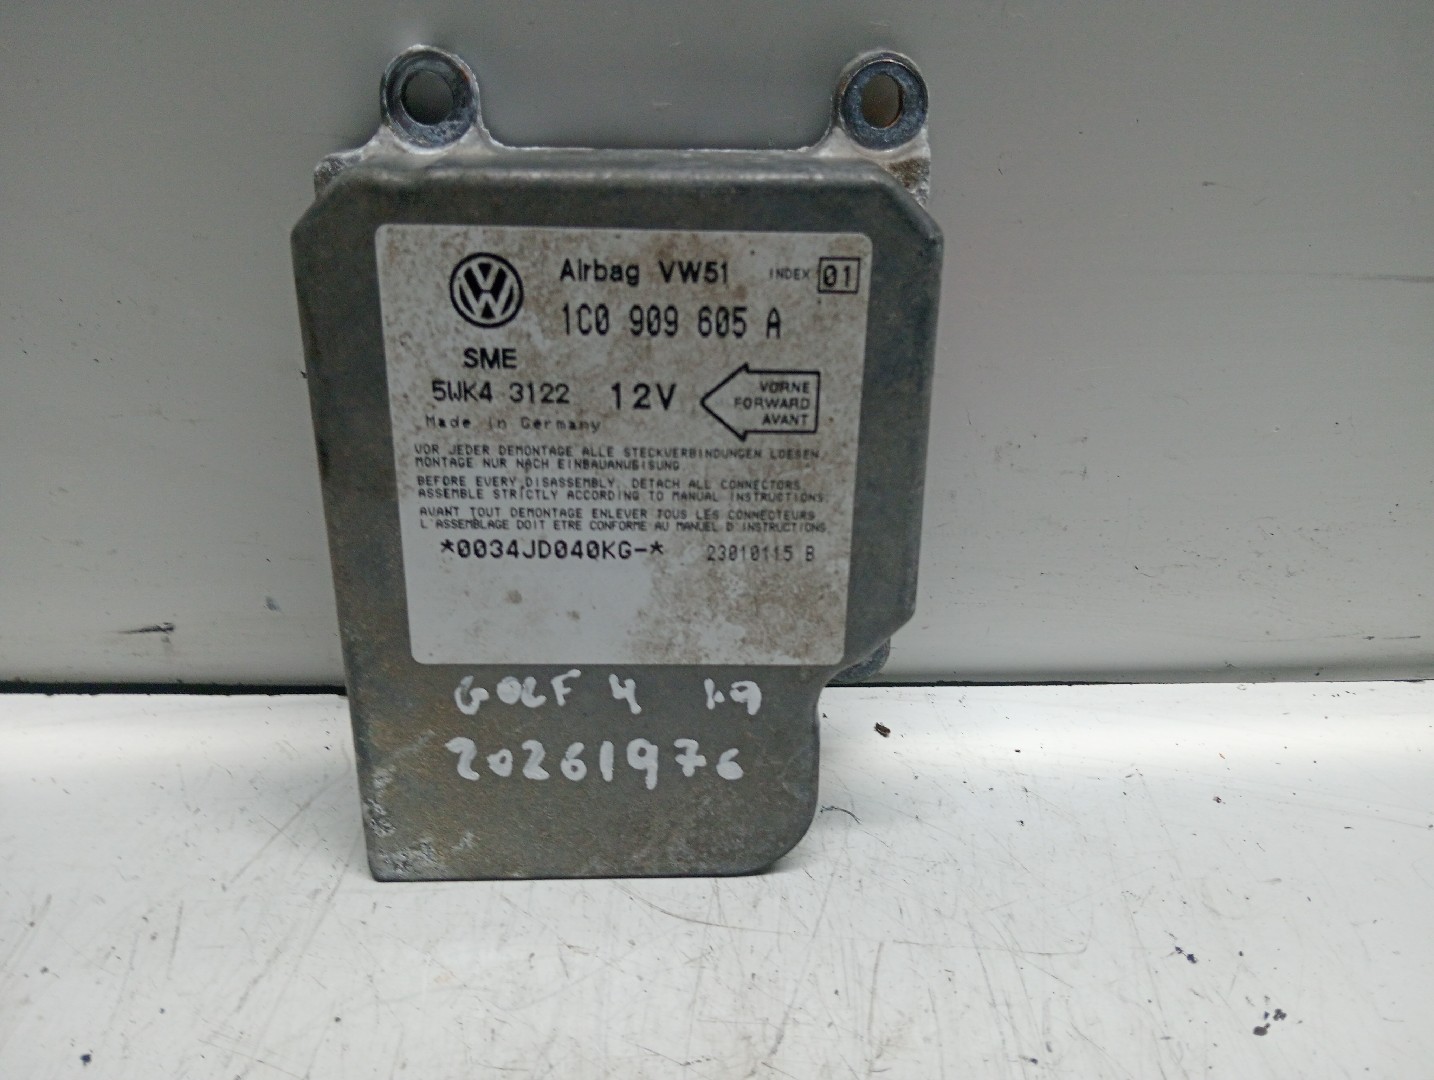 Airbag VW51 INDEX 01
1C0 909 605 A
SME
5WK4 3122 12V
VORNE
FORWARD
AVANT
Made in Germany
VOR JEDER DEMONTAGE ALLE STECKVERBINDUNGEN LOESEN,
MONTAGE NUR NACH EINBAUANWEISUNG.
BEFORE EVERY DISASSEMBLY, DETACH ALL CONNECTORS,
ASSEMBLE STRICTLY ACCORDING TO MANUAL INSTRUCTIONS.
AVANT TOUT DEMONTAGE ENLEVER TOUS LES CONNECTEURS
L'ASSEMBLAGE DOIT ETRE CONFORME AU MANUEL D'INSTRUCTIONS
*0034JD040KG-* 23010115 B
GOLF 4 1.9
20261976